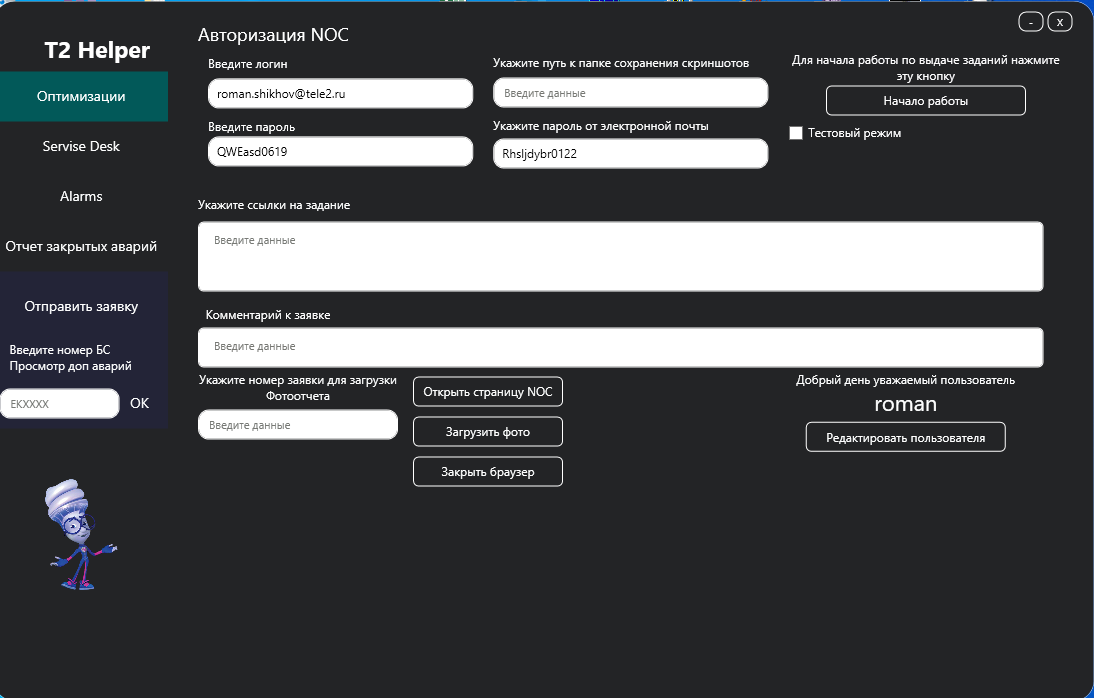 T2 Helper
Оптимизации
Servise Desk
Alarms
Отчет закрытых аварий
Отправить заявку
Введите номер БС
Просмотр доп аварий
EKXXXX
OK
Авторизация NOC
- x
Введите логин
roman.shikhov@tele2.ru
Введите пароль
QWEasd0619
Укажите путь к папке сохранения скриншотов
Введите данные
Укажите пароль от электронной почты
Rhsljdybr0122
Для начала работы по выдаче заданий нажмите
эту кнопку
Начало работы
Тестовый режим
Укажите ссылки на задание
Введите данные
Комментарий к заявке
Введите данные
Укажите номер заявки для загрузки
Фотоотчета
Введите данные
Открыть страницу NOC
Загрузить фото
Закрыть браузер
Добрый день уважаемый пользователь
roman
Редактировать пользователя